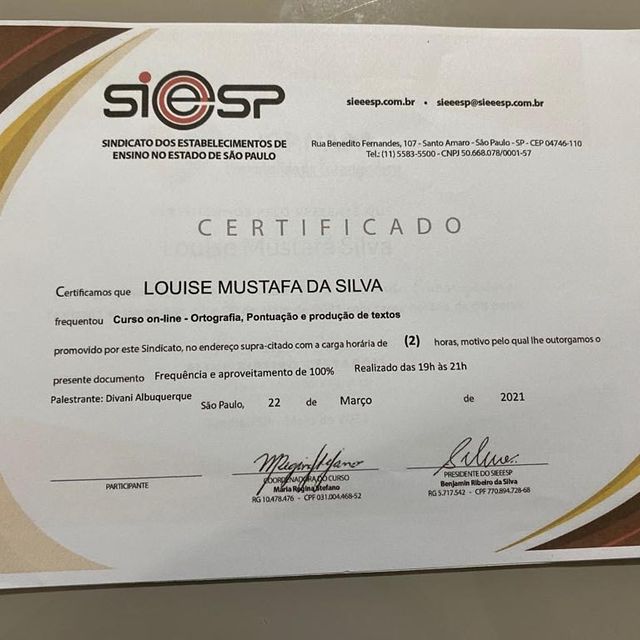 sieesp
sieeesp.com.br • sieeesp@sieeesp.com.br
SINDICATO DOS ESTABELECIMENTOS DE
ENSINO NO ESTADO DE SÃO PAULO
Rua Benedito Fernandes, 107 - Santo Amaro - São Paulo - SP - CEP 04746-110
Tel.: (11) 5583-5500 - CNPJ 50.668.078/0001-57
CERTIFICADO
Certificamos que LOUISE MUSTAFA DA SILVA
frequentou Curso on-line - Ortografia, Pontuação e produção de textos
promovido por este Sindicato, no endereço supra-citado com a carga horária de (2) horas, motivo pelo qual lhe outorgamos o
presente documento Frequência e aproveitamento de 100% Realizado das 19h às 21h
Palestrante: Divani Albuquerque
São Paulo, 22 de Março de 2021
PARTICIPANTE
COORDENADORA DO CURSO
Maria Regina Stefano
RG 10.478.476 - CPF 031.004.468-52
PRESIDENTE DO SIEEESP
Benjamin Ribeiro da Silva
RG 5.717.542 - CPF 770.894.728-68